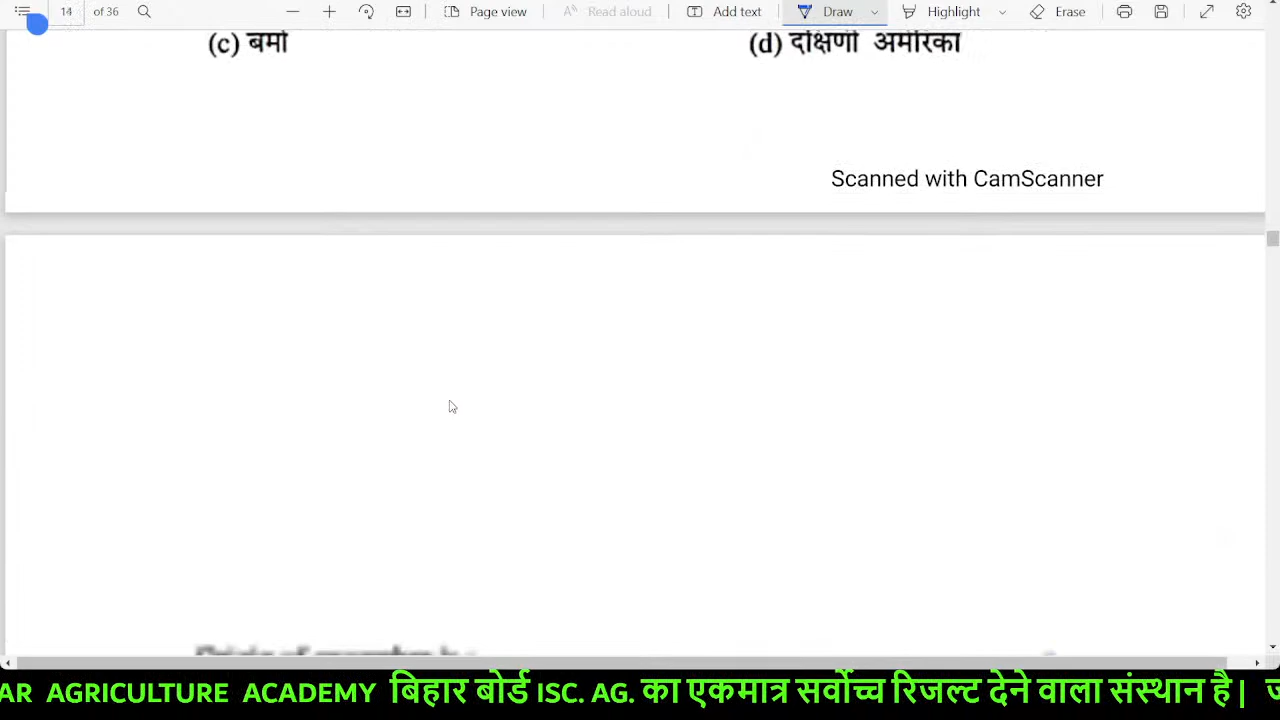 14 of 36 Page view Read aloud Add text Draw Highlight Erase
(c) बर्मा (d) दक्षिणी अमेरिका
Scanned with CamScanner
AR AGRICULTURE ACADEMY बिहार बोर्ड ISC. AG. का एकमात्र सर्वोच्च रिजल्ट देने वाला संस्थान है |